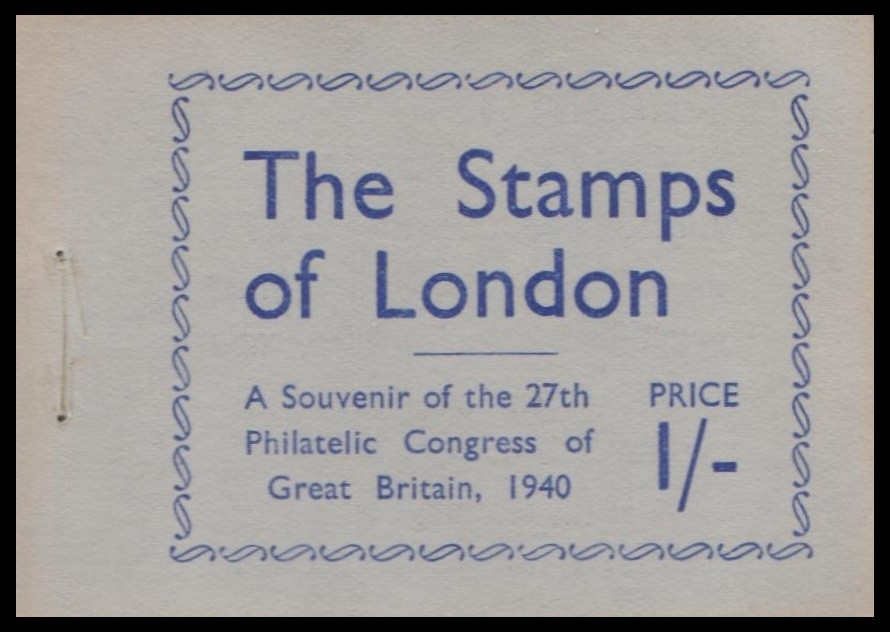 The Stamps
of London
A Souvenir of the 27th
Philatelic Congress of
Great Britain, 1940
PRICE
1/-